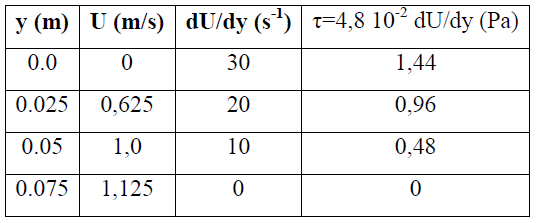 y (m) U (m/s) dU/dy (s⁻¹) τ=4,8 10⁻² dU/dy (Pa)
0.0 0 30 1,44
0.025 0,625 20 0,96
0.05 1,0 10 0,48
0.075 1,125 0 0